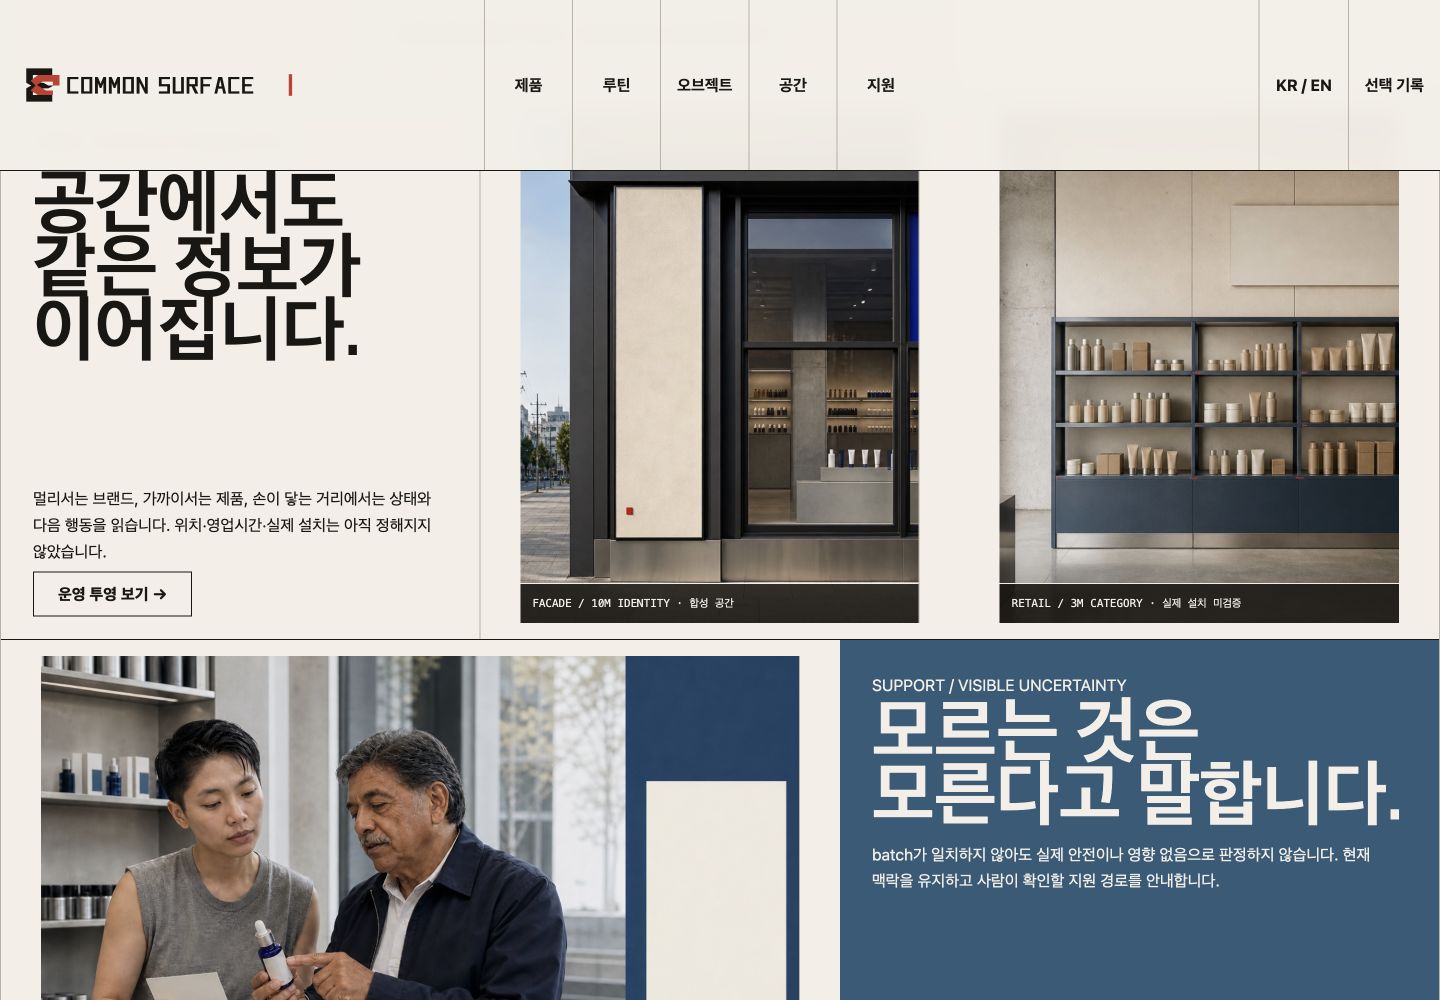 COMMON SURFACE
제품
루틴
오브젝트
공간
지원
KR / EN
선택 기록
공간에서도
같은 정보가
이어집니다.
멀리서는 브랜드, 가까이서는 제품, 손이 닿는 거리에서는 상태와
다음 행동을 읽습니다. 위치·영업시간·실제 설치는 아직 정해지지
않았습니다.
운영 투영 보기 →
FACADE / 10M IDENTITY · 합성 공간
RETAIL / 3M CATEGORY · 실제 설치 미검증
SUPPORT / VISIBLE UNCERTAINTY
모르는 것은
모른다고 말합니다.
batch가 일치하지 않아도 실제 안전이나 영향 없음으로 판정하지 않습니다. 현재
맥락을 유지하고 사람이 확인할 지원 경로를 안내합니다.